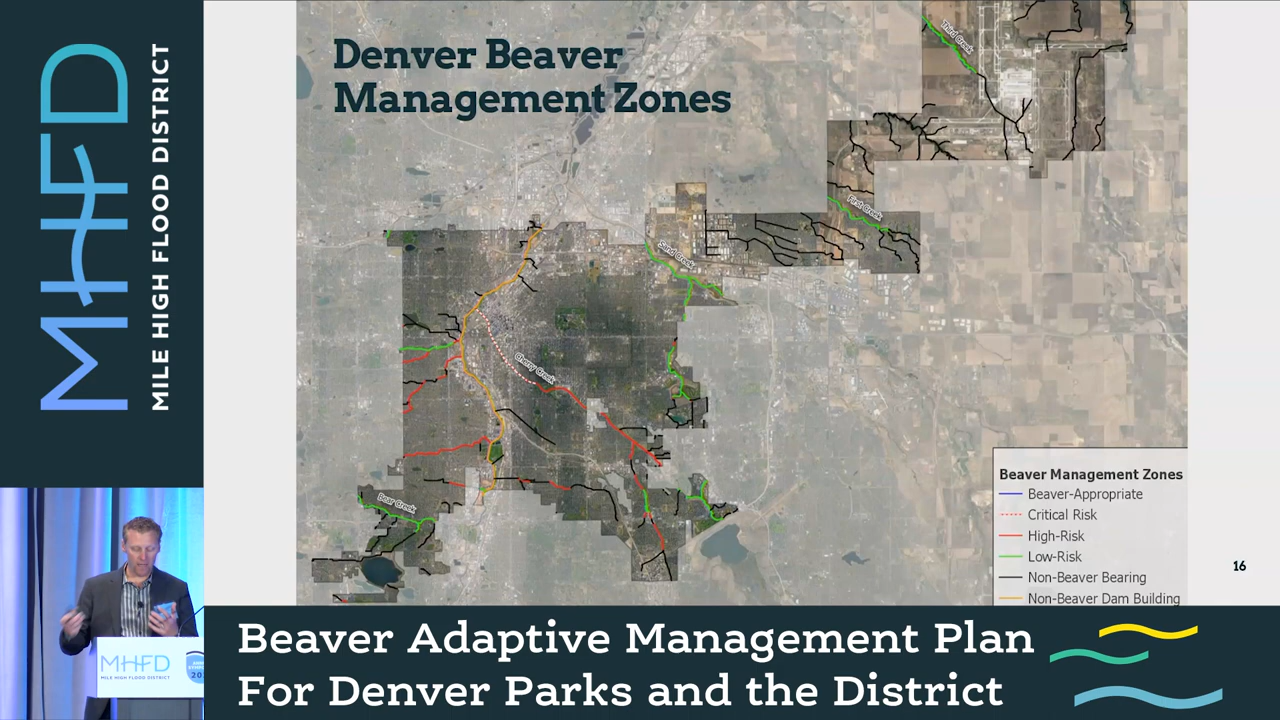 MHFD
MILE HIGH FLOOD DISTRICT
Denver Beaver
Management Zones
Third Creek
First Creek
Sand Creek
Cherry Creek
Bear Creek
Beaver Management Zones
Beaver-Appropriate
Critical Risk
High-Risk
Low-Risk
Non-Beaver Bearing
Non-Beaver Dam Building
16
MHFD
MILE HIGH FLOOD DISTRICT
Beaver Adaptive Management Plan
For Denver Parks and the District